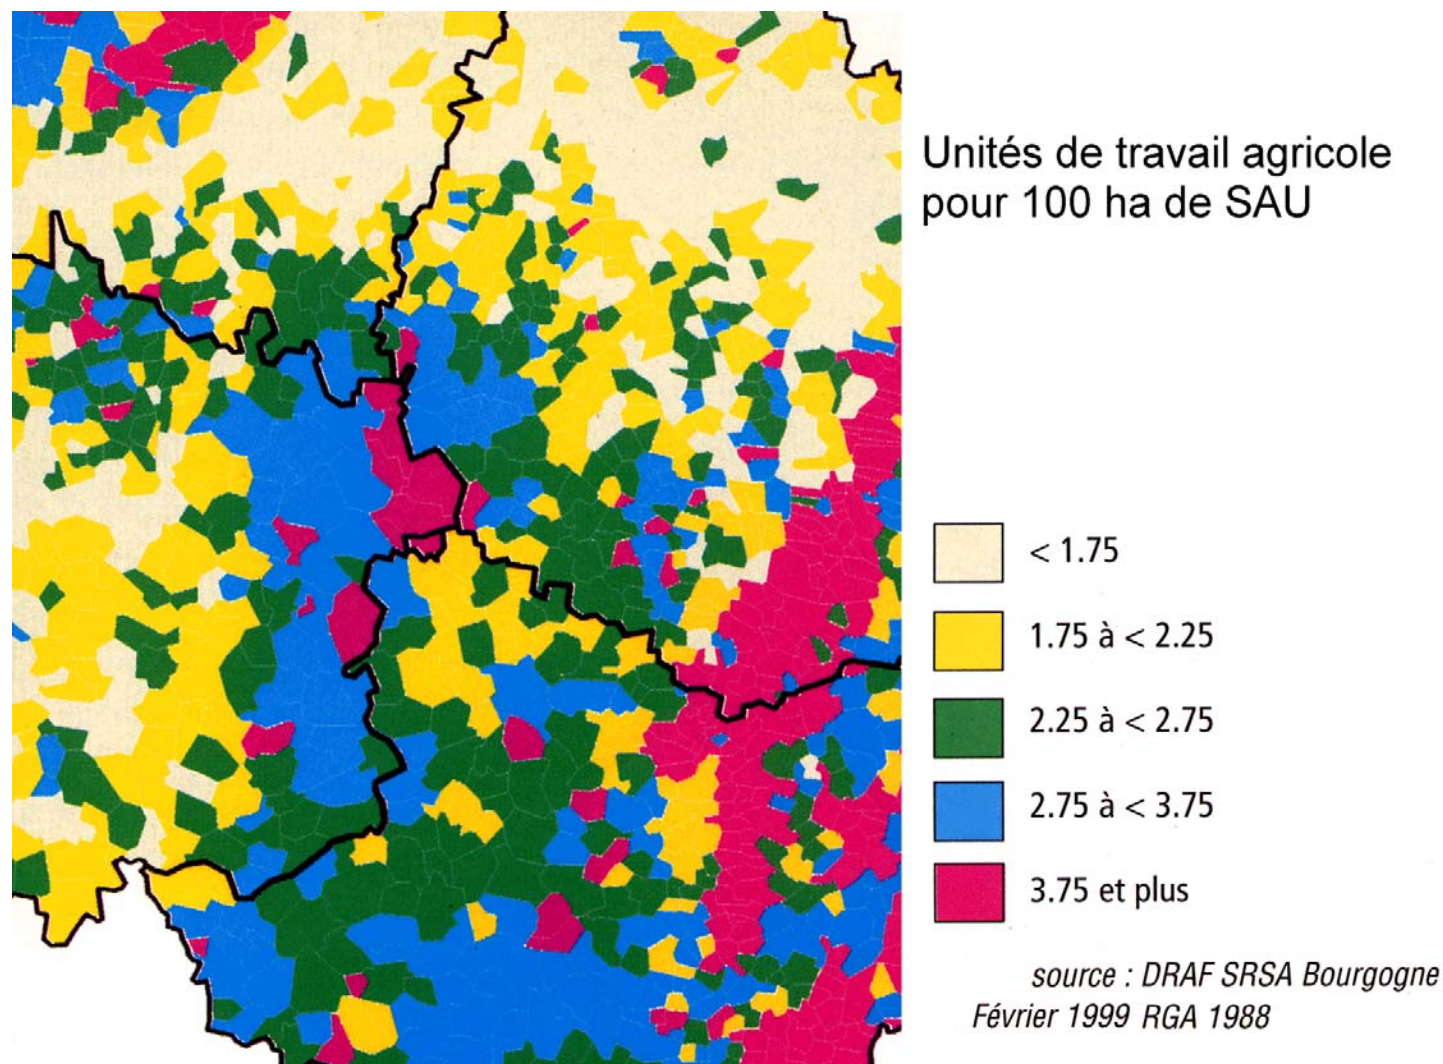 Unités de travail agricole
pour 100 ha de SAU
< 1.75
1.75 à < 2.25
2.25 à < 2.75
2.75 à < 3.75
3.75 et plus
source : DRAF SRSA Bourgogne
Février 1999 RGA 1988